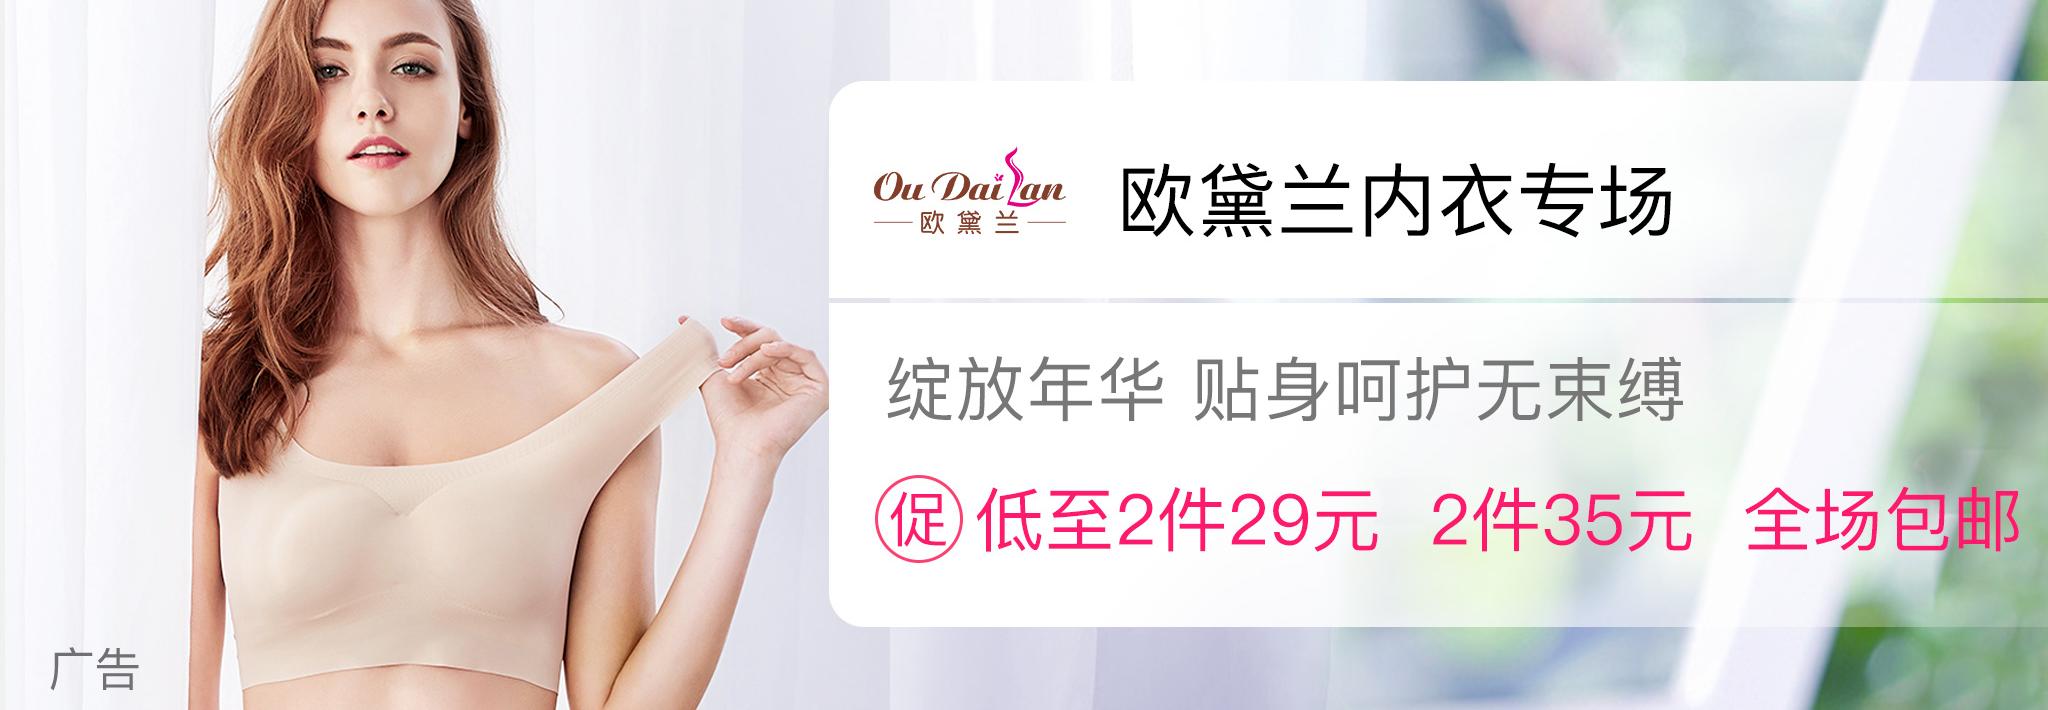 Ou Dai Lan
欧黛兰
欧黛兰内衣专场
绽放年华 贴身呵护无束缚
促 低至2件29元 2件35元 全场包邮
广告